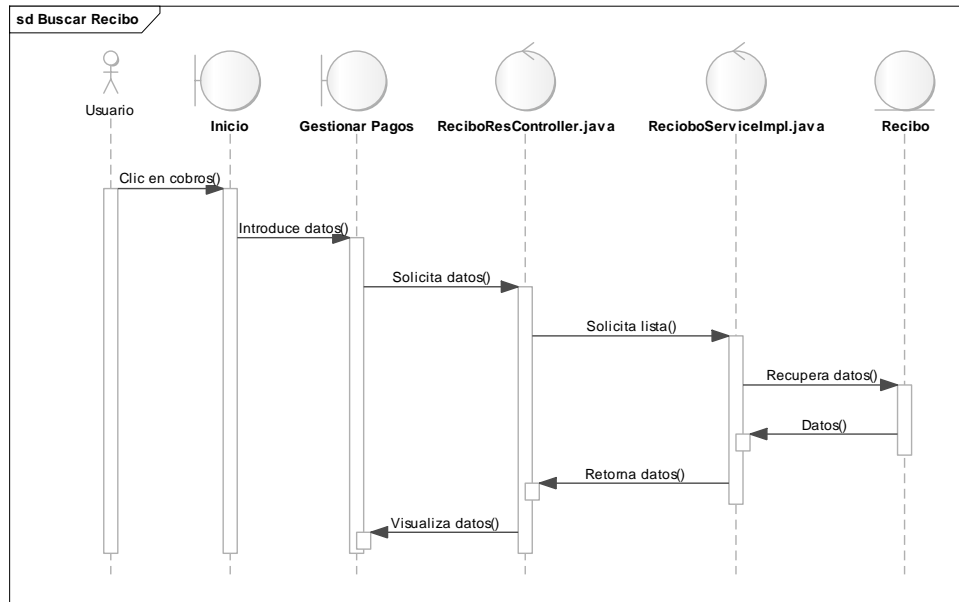 sd Buscar Recibo
Usuario
Inicio
Gestionar Pagos
ReciboResController.java
RecioboServiceImpl.java
Recibo
Clic en cobros()
Introduce datos()
Solicita datos()
Solicita lista()
Recupera datos()
Datos()
Retorna datos()
Visualiza datos()